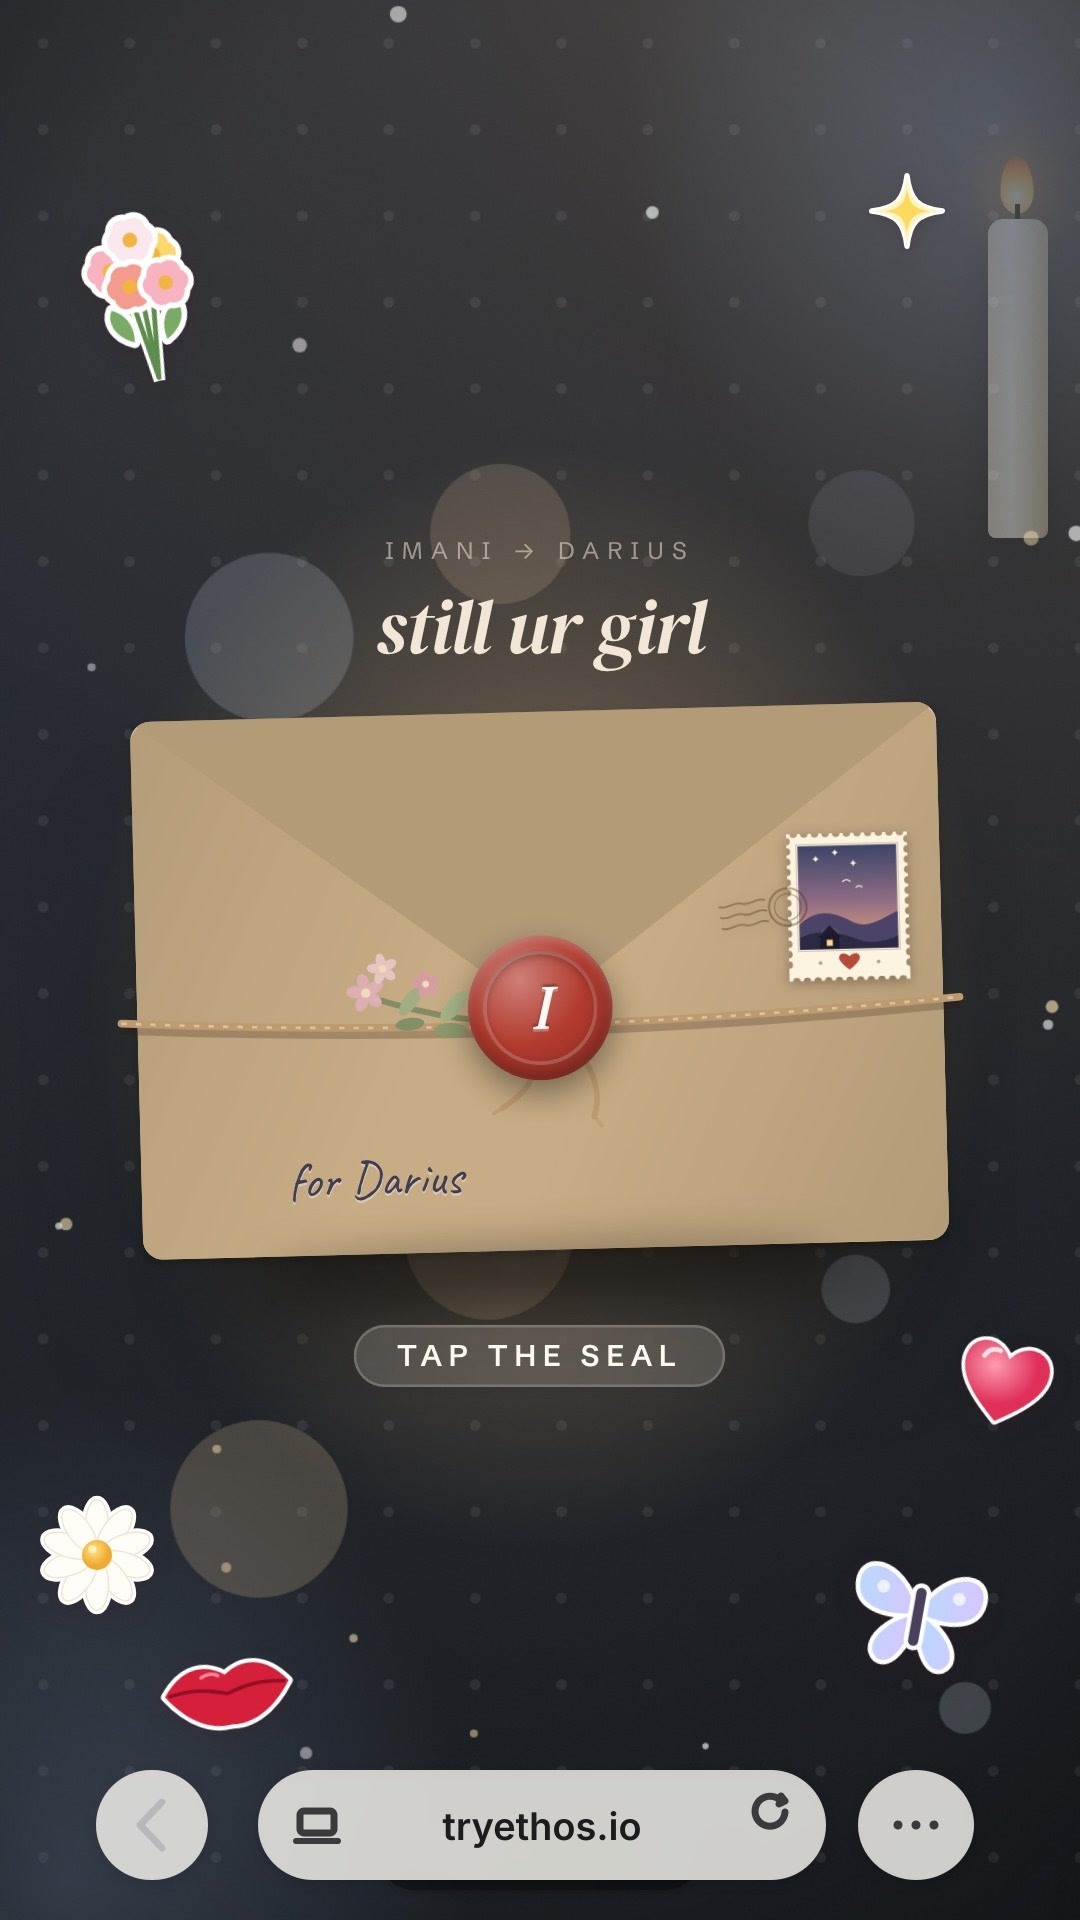 IMANI → DARIUS
still ur girl
I
for Darius
TAP THE SEAL
tryethos.io